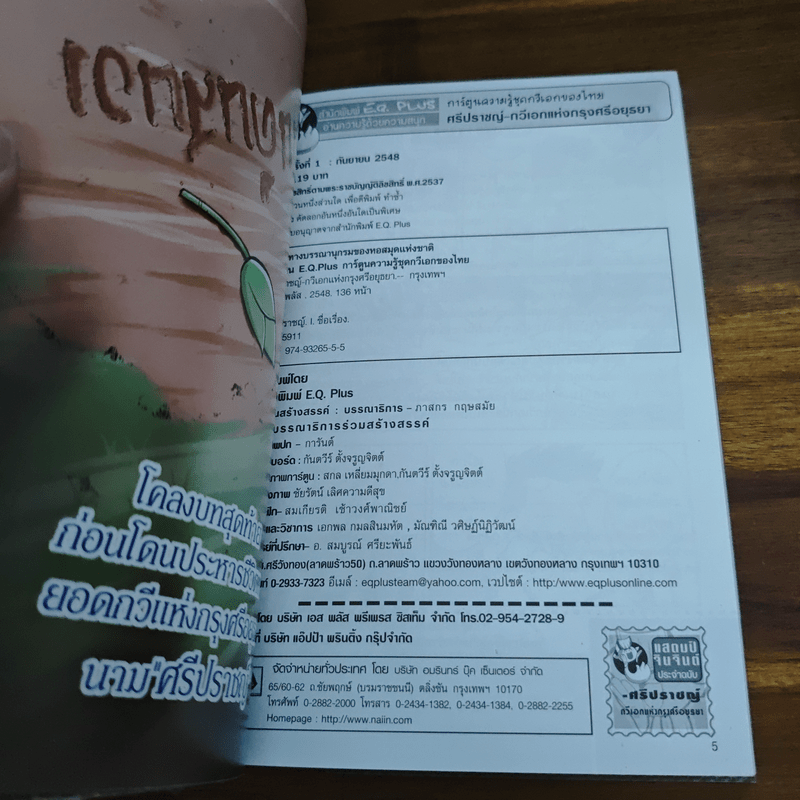 โคลงบทสุดท้า
ก่อนโดนประหารชีวิ
ยอดกวีแห่งกรุงศรีอยุ
นาม"ศรีปราชญ์
สำนักพิมพ์ E.Q. PLUS
อ่านความรู้ด้วยความสนุก
การ์ตูนความรู้ชุดกวีเอกของไทย
ศรีปราชญ์-กวีเอกแห่งกรุงศรีอยุธยา
รั้งที่ 1 : กันยายน 2548
19 บาท
าสิทธิ์ตามพระราชบัญญัติลิขสิทธิ์ พ.ศ.2537
วนหนึ่งส่วนใด เพื่อตีพิมพ์ ทำซ้ำ
ง คัดลอกอันหนึ่งอันใดเป็นพิเศษ
บอนุญาตจากสำนักพิมพ์ E.Q. Plus
ทางบรรณานุกรมของหอสมุดแห่งชาติ
น E.Q.Plus การ์ตูนความรู้ชุดกวีเอกของไทย
าชญ์-กวีเอกแห่งกรุงศรีอยุธยา.-- กรุงเทพฯ
พลัส . 2548. 136 หน้า
ราชญ์. I. ชื่อเรื่อง.
5911
974-93265-5-5
มพ์โดย
พิมพ์ E.Q. Plus
นสร้างสรรค์ : บรรณาธิการ - ภาสกร กฤษสมัย
บรรณาธิการร่วมสร้างสรรค์
าพปก - การันต์
บอร์ด : กันตวีร์ ตั้งจรูญจิตต์
ภาพการ์ตูน : สกล เหลี่ยมมุกดา,กันตวีร์ ตั้งจรูญจิตต์
งภาพ ชัยรัตน์ เลิศความดีสุข
ฟิก- สมเกียรติ เช้าวงศ์พาณิชย์
และวิชาการ เอกพล กมลสินมหัต , มัณฑิณี วศิษฏ์นิฏิวัฒน์
รย์ที่ปรึกษา- อ. สมบูรณ์ ศรียะพันธ์
.ศรีวังทอง(ลาดพร้าว50) ถ.ลาดพร้าว แขวงวังทองหลาง เขตวังทองหลาง กรุงเทพฯ 10310
ท์ 0-2933-7323 อีเมล์ : eqplusteam@yahoo.com, เวปไซต์ : http:/www.eqplusonline.com
โดย บริษัท เอส พลัส พรีเพรส ซิสเท็ม จำกัด โทร.02-954-2728-9
ที่ บริษัท แอ๊ปป้า พรินติ้ง กรุ๊ปจำกัด
จัดจำหน่ายทั่วประเทศ โดย บริษัท อมรินทร์ บุ๊ค เซ็นเตอร์ จำกัด
65/60-62 ถ.ชัยพฤกษ์ (บรมราชชนนี) ตลิ่งชัน กรุงเทพฯ 10170
โทรศัพท์ 0-2882-2000 โทรสาร 0-2434-1382, 0-2434-1384, 0-2882-2255
Homepage : http://www.naiin.com
แสตมป์
จินจินต์
ประจำฉบับ
-ศรีปราชญ์-
กวีเอกแห่งกรุงศรีอยุธยา
5